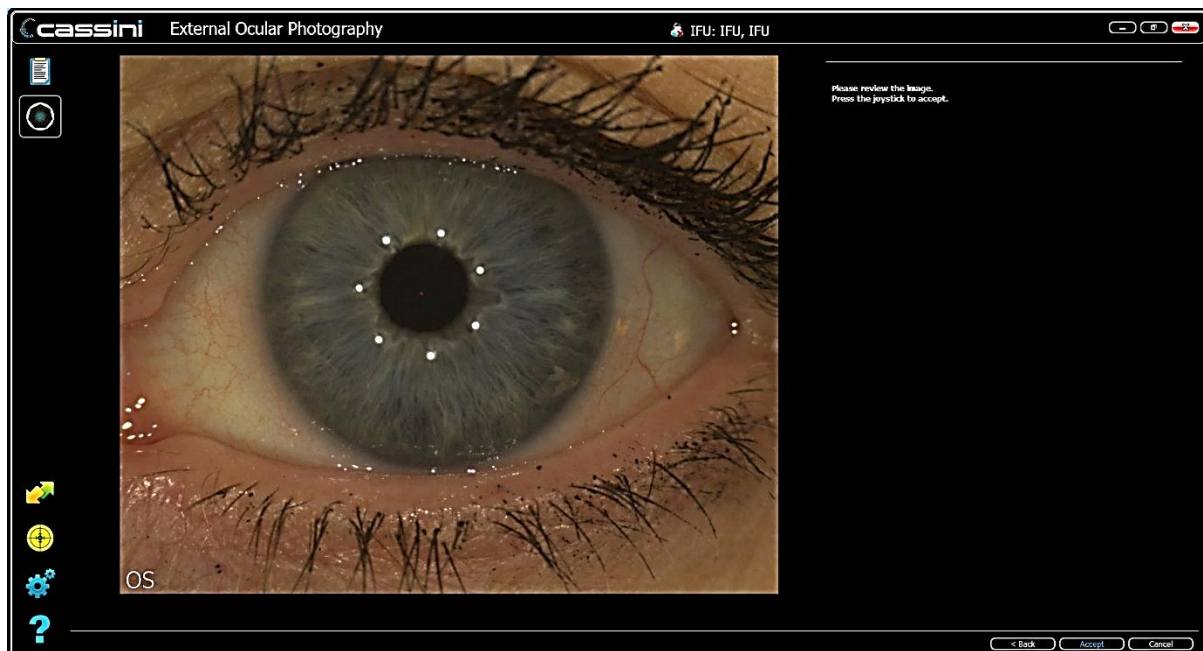 cassini External Ocular Photography IFU: IFU, IFU
Please review the image.
Press the joystick to accept.
OS
?
< Back Accept Cancel